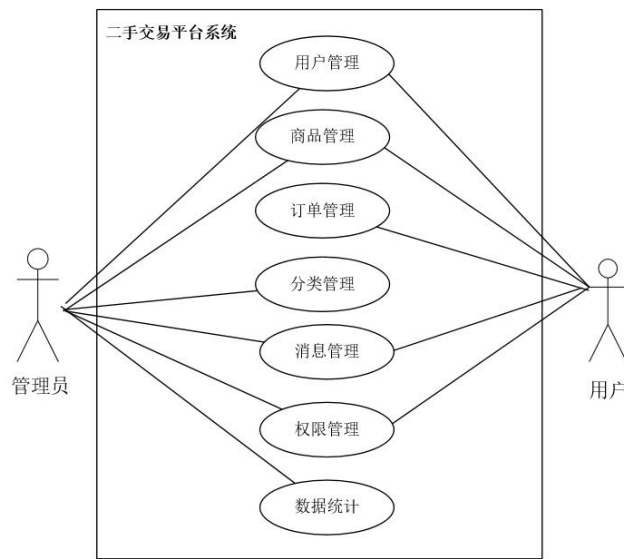 二手交易平台系统
用户管理
商品管理
订单管理
分类管理
消息管理
权限管理
数据统计
管理员
用户